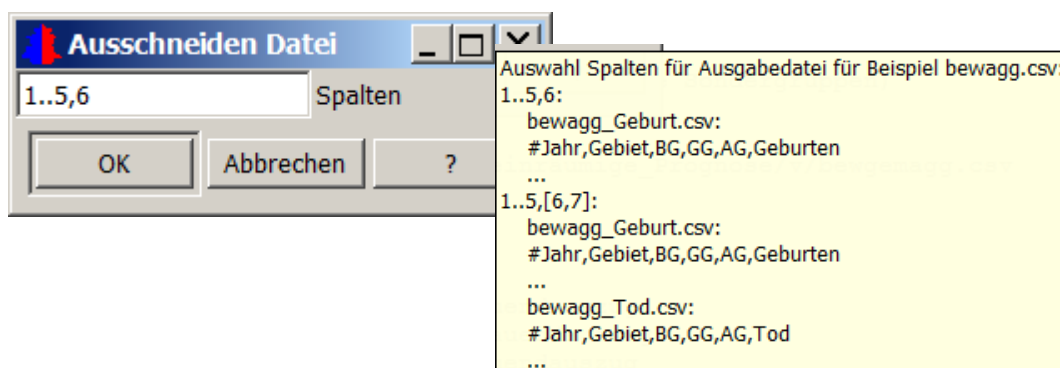 Ausschneiden Datei
1..5,6 Spalten
OK Abbrechen ?
Auswahl Spalten für Ausgabedatei für Beispiel bewagg.csv:
1..5,6:
bewagg_Geburt.csv:
#Jahr,Gebiet,BG,GG,AG,Geburten
...
1..5,[6,7]:
bewagg_Geburt.csv:
#Jahr,Gebiet,BG,GG,AG,Geburten
...
bewagg_Tod.csv:
#Jahr,Gebiet,BG,GG,AG,Tod
...